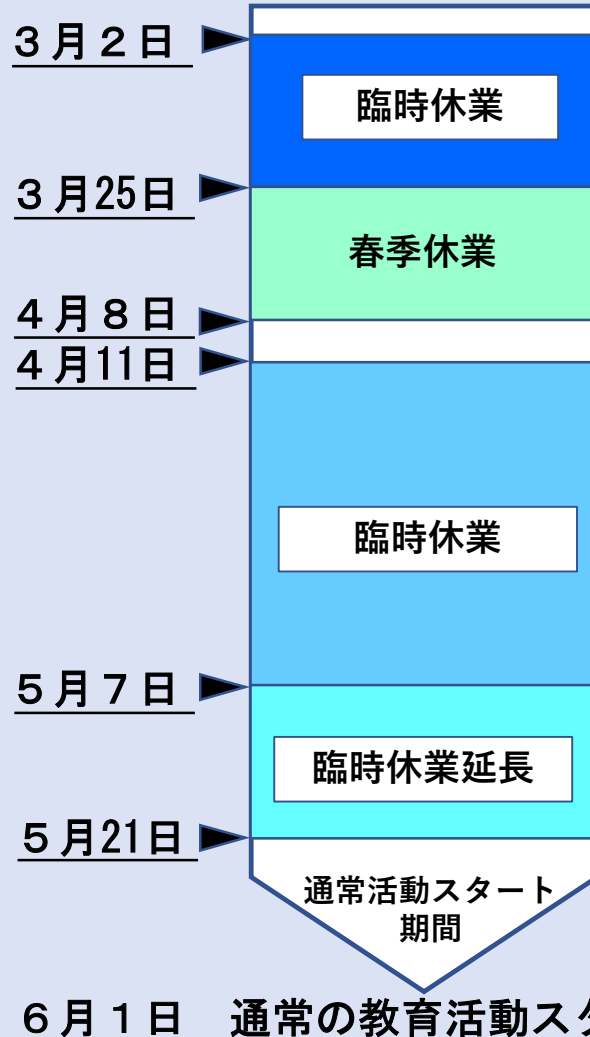 ３月２日
臨時休業
３月25日
春季休業
４月８日
４月11日
臨時休業
５月７日
臨時休業延長
５月21日
通常活動スタート
期間
６月１日　通常の教育活動スタ